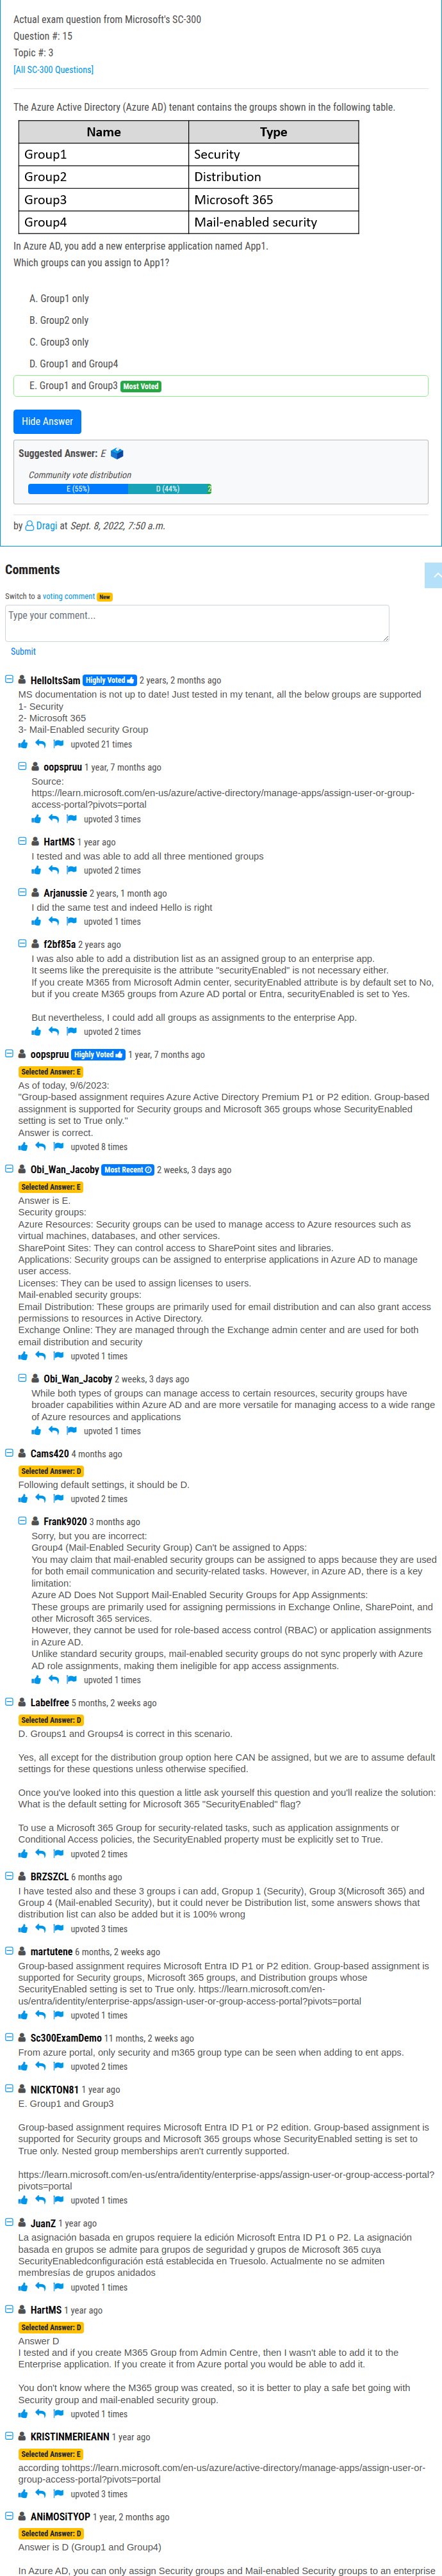 Actual exam question from Microsoft's SC-300
Question #: 15
Topic #: 3
[All SC-300 Questions]
The Azure Active Directory (Azure AD) tenant contains the groups shown in the following table.
Name Type
Group1 Security
Group2 Distribution
Group3 Microsoft 365
Group4 Mail-enabled security
In Azure AD, you add a new enterprise application named App1.
Which groups can you assign to App1?
A. Group1 only
B. Group2 only
C. Group3 only
D. Group1 and Group4
E. Group1 and Group3 Most Voted
Hide Answer
Suggested Answer: E
Community vote distribution
E (55%) D (44%) 2
by Dragi at Sept. 8, 2022, 7:50 a.m.
Comments
Switch to a voting comment New
Type your comment...
Submit
HelloItsSam Highly Voted 2 years, 2 months ago
MS documentation is not up to date! Just tested in my tenant, all the below groups are supported
1- Security
2- Microsoft 365
3- Mail-Enabled security Group
upvoted 21 times
oopspruu 1 year, 7 months ago
Source:
https://learn.microsoft.com/en-us/azure/active-directory/manage-apps/assign-user-or-group-
access-portal?pivots=portal
upvoted 3 times
HartMS 1 year ago
I tested and was able to add all three mentioned groups
upvoted 2 times
Arjanussie 2 years, 1 month ago
I did the same test and indeed Hello is right
upvoted 1 times
f2bf85a 2 years ago
I was also able to add a distribution list as an assigned group to an enterprise app.
It seems like the prerequisite is the attribute "securityEnabled" is not necessary either.
If you create M365 from Microsoft Admin center, securityEnabled attribute is by default set to No,
but if you create M365 groups from Azure AD portal or Entra, securityEnabled is set to Yes.
But nevertheless, I could add all groups as assignments to the enterprise App.
upvoted 2 times
oopspruu Highly Voted 1 year, 7 months ago
Selected Answer: E
As of today, 9/6/2023:
"Group-based assignment requires Azure Active Directory Premium P1 or P2 edition. Group-based
assignment is supported for Security groups and Microsoft 365 groups whose SecurityEnabled
setting is set to True only."
Answer is correct.
upvoted 8 times
Obi_Wan_Jacoby Most Recent 2 weeks, 3 days ago
Selected Answer: E
Answer is E.
Security groups:
Azure Resources: Security groups can be used to manage access to Azure resources such as
virtual machines, databases, and other services.
SharePoint Sites: They can control access to SharePoint sites and libraries.
Applications: Security groups can be assigned to enterprise applications in Azure AD to manage
user access.
Licenses: They can be used to assign licenses to users.
Mail-enabled security groups:
Email Distribution: These groups are primarily used for email distribution and can also grant access
permissions to resources in Active Directory.
Exchange Online: They are managed through the Exchange admin center and are used for both
email distribution and security
upvoted 1 times
Obi_Wan_Jacoby 2 weeks, 3 days ago
While both types of groups can manage access to certain resources, security groups have
broader capabilities within Azure AD and are more versatile for managing access to a wide range
of Azure resources and applications
upvoted 1 times
Cams420 4 months ago
Selected Answer: D
Following default settings, it should be D.
upvoted 2 times
Frank9020 3 months ago
Sorry, but you are incorrect:
Group4 (Mail-Enabled Security Group) Can't be assigned to Apps:
You may claim that mail-enabled security groups can be assigned to apps because they are used
for both email communication and security-related tasks. However, in Azure AD, there is a key
limitation:
Azure AD Does Not Support Mail-Enabled Security Groups for App Assignments:
These groups are primarily used for assigning permissions in Exchange Online, SharePoint, and
other Microsoft 365 services.
However, they cannot be used for role-based access control (RBAC) or application assignments
in Azure AD.
Unlike standard security groups, mail-enabled security groups do not sync properly with Azure
AD role assignments, making them ineligible for app access assignments.
upvoted 1 times
Labelfree 5 months, 2 weeks ago
Selected Answer: D
D. Groups1 and Groups4 is correct in this scenario.
Yes, all except for the distribution group option here CAN be assigned, but we are to assume default
settings for these questions unless otherwise specified.
Once you've looked into this question a little ask yourself this question and you'll realize the solution:
What is the default setting for Microsoft 365 "SecurityEnabled" flag?
To use a Microsoft 365 Group for security-related tasks, such as application assignments or
Conditional Access policies, the SecurityEnabled property must be explicitly set to True.
upvoted 2 times
BRZSZCL 6 months ago
I have tested also and these 3 groups i can add, Gropup 1 (Security), Group 3(Microsoft 365) and
Group 4 (Mail-enabled Security), but it could never be Distribution list, some answers shows that
distribution list can also be added but it is 100% wrong
upvoted 3 times
martutene 6 months, 2 weeks ago
Group-based assignment requires Microsoft Entra ID P1 or P2 edition. Group-based assignment is
supported for Security groups, Microsoft 365 groups, and Distribution groups whose
SecurityEnabled setting is set to True only. https://learn.microsoft.com/en-
us/entra/identity/enterprise-apps/assign-user-or-group-access-portal?pivots=portal
upvoted 1 times
Sc300ExamDemo 11 months, 2 weeks ago
From azure portal, only security and m365 group type can be seen when adding to ent apps.
upvoted 2 times
NICKTON81 1 year ago
E. Group1 and Group3
Group-based assignment requires Microsoft Entra ID P1 or P2 edition. Group-based assignment is
supported for Security groups and Microsoft 365 groups whose SecurityEnabled setting is set to
True only. Nested group memberships aren't currently supported.
https://learn.microsoft.com/en-us/entra/identity/enterprise-apps/assign-user-or-group-access-portal?
pivots=portal
upvoted 1 times
JuanZ 1 year ago
La asignación basada en grupos requiere la edición Microsoft Entra ID P1 o P2. La asignación
basada en grupos se admite para grupos de seguridad y grupos de Microsoft 365 cuya
SecurityEnabledconfiguración está establecida en Truesolo. Actualmente no se admiten
membresías de grupos anidados
upvoted 1 times
HartMS 1 year ago
Selected Answer: D
Answer D
I tested and if you create M365 Group from Admin Centre, then I wasn't able to add it to the
Enterprise application. If you create it from Azure portal you would be able to add it.
You don't know where the M365 group was created, so it is better to play a safe bet going with
Security group and mail-enabled security group.
upvoted 1 times
KRISTINMERIEANN 1 year ago
Selected Answer: E
according tohttps://learn.microsoft.com/en-us/azure/active-directory/manage-apps/assign-user-or-
group-access-portal?pivots=portal
upvoted 3 times
ANiMOSiTYOP 1 year, 2 months ago
Selected Answer: D
Answer is D (Group1 and Group4)
In Azure AD, you can only assign Security groups and Mail-enabled Security groups to an enterprise